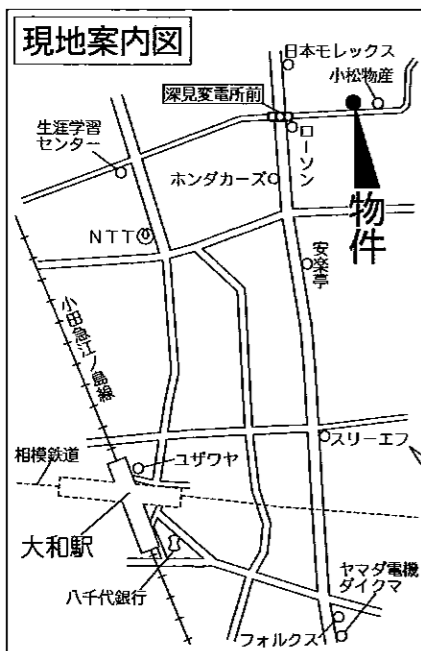 現地案内図
日本モレックス
小松物産
深見変電所前
ローソン
生涯学習
センター
ホンダカーズ
物件
NTT
安楽亭
小田急江ノ島線
スリーエフ
相模鉄道
ユザワヤ
大和駅
八千代銀行
ヤマダ電機
ダイクマ
フォルクス